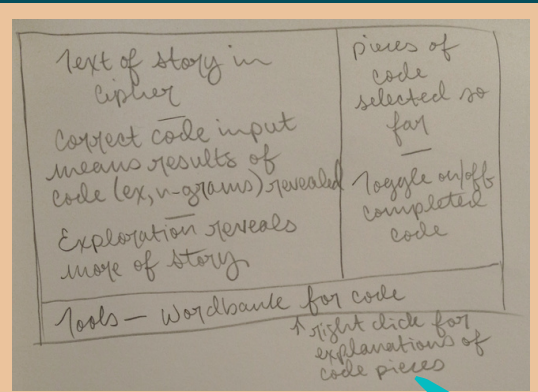 Text of story in
cipher
Correct code input
means results of
code (ex, n-grams) revealed
Exploration reveals
more of story
pieces of
code
selected so
far
Toggle on/off
completed
code
Tools – Wordbank for code
↑ right click for
explanations of
code pieces